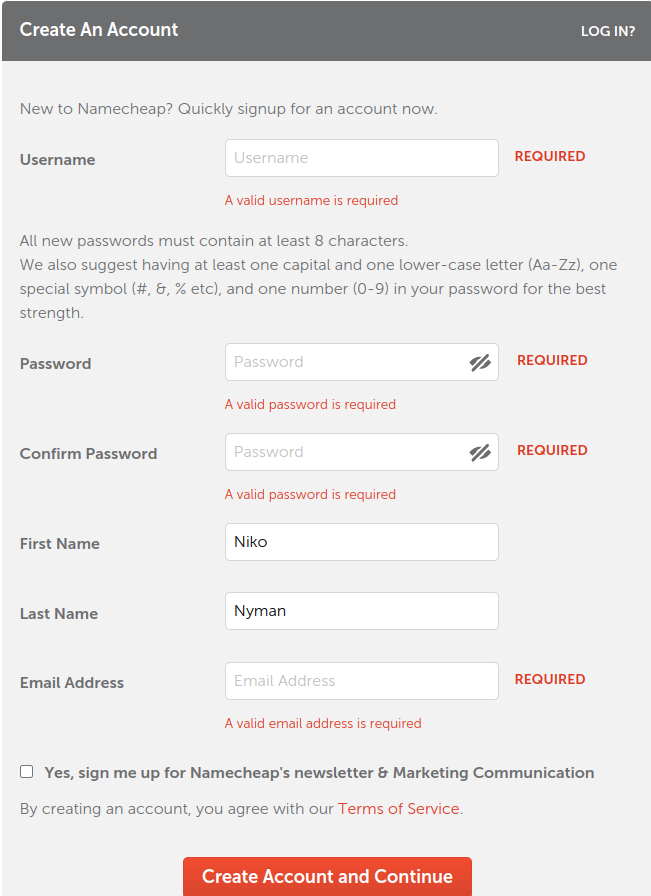 Create An Account LOG IN?
New to Namecheap? Quickly signup for an account now.
Username Username REQUIRED
A valid username is required
All new passwords must contain at least 8 characters.
We also suggest having at least one capital and one lower-case letter (Aa-Zz), one
special symbol (#, &, % etc), and one number (0-9) in your password for the best
strength.
Password Password REQUIRED
A valid password is required
Confirm Password Password REQUIRED
A valid password is required
First Name Niko
Last Name Nyman
Email Address Email Address REQUIRED
A valid email address is required
Yes, sign me up for Namecheap's newsletter & Marketing Communication
By creating an account, you agree with our Terms of Service.
Create Account and Continue